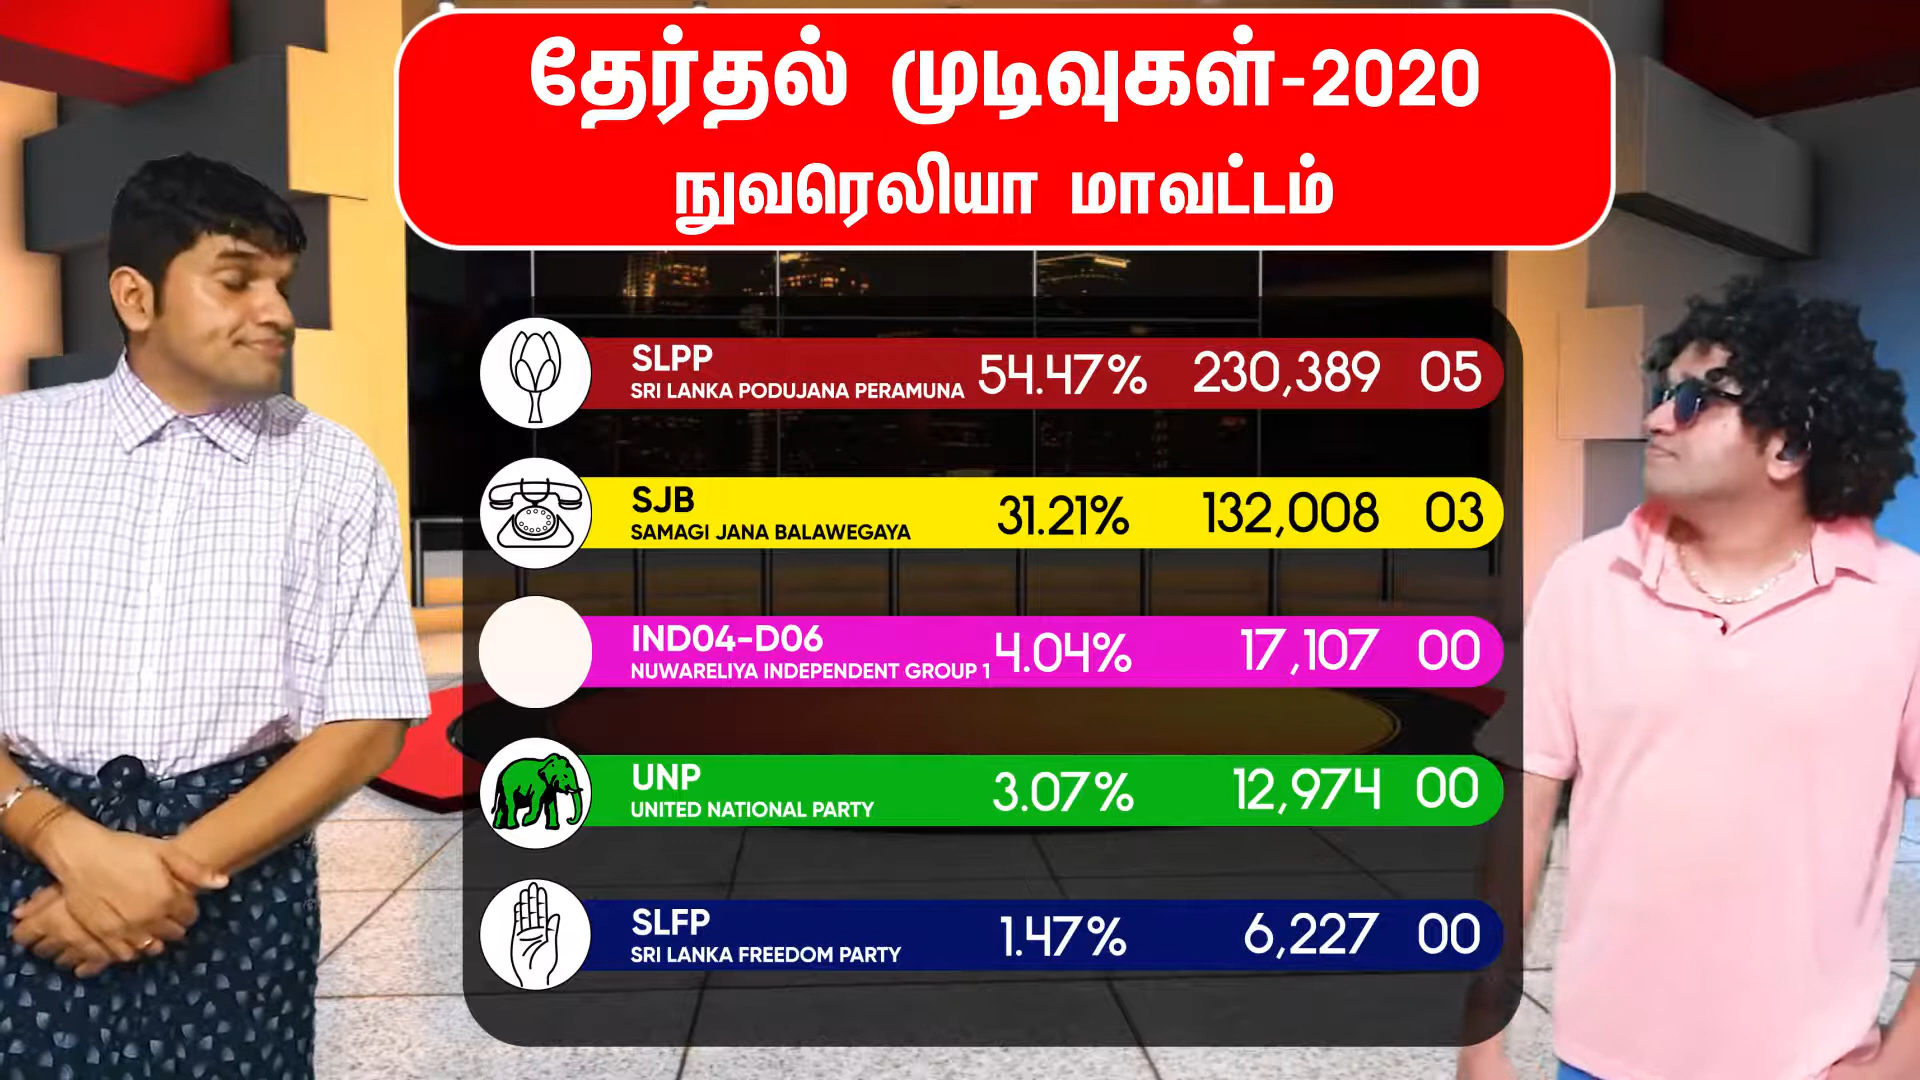 தேர்தல் முடிவுகள்-2020
நுவரெலியா மாவட்டம்
SLPP
SRI LANKA PODUJANA PERAMUNA 54.47% 230,389 05
SJB
SAMAGI JANA BALAWEGAYA 31.21% 132,008 03
IND04-D06
NUWARELIYA INDEPENDENT GROUP 1 4.04% 17,107 00
UNP
UNITED NATIONAL PARTY 3.07% 12,974 00
SLFP
SRI LANKA FREEDOM PARTY 1.47% 6,227 00